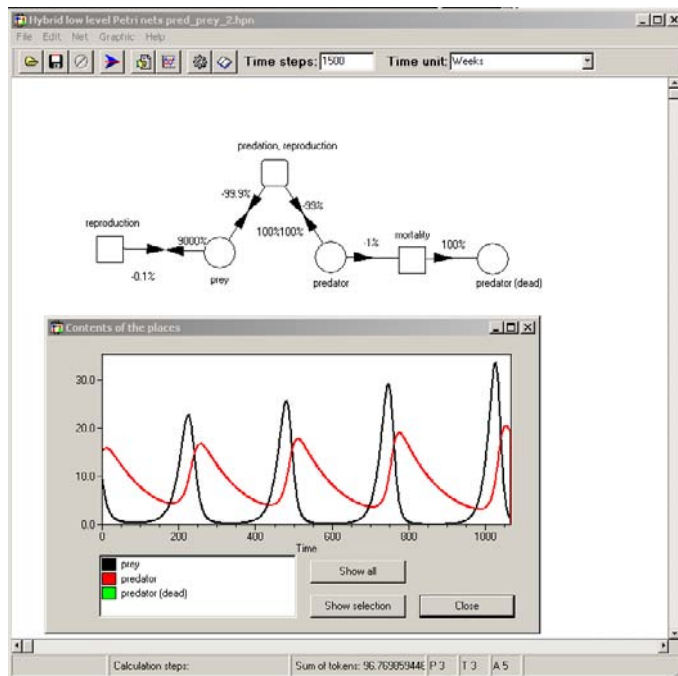 Hybrid low level Petri nets pred_prey_2.hpn
File Edit Net Graphic Help
Time steps: 1500 Time unit: Weeks
predation, reproduction
-99.9% -99%
reproduction 9000% 100%100% -1% mortality 100%
-0.1% prey predator predator (dead)
Contents of the places
30.0
20.0
10.0
0.0
0 200 400 600 800 1000
Time
prey
predator
predator (dead)
Show all
Show selection Close
Calculation steps: Sum of tokens: 96.769859448 P 3 T 3 A 5